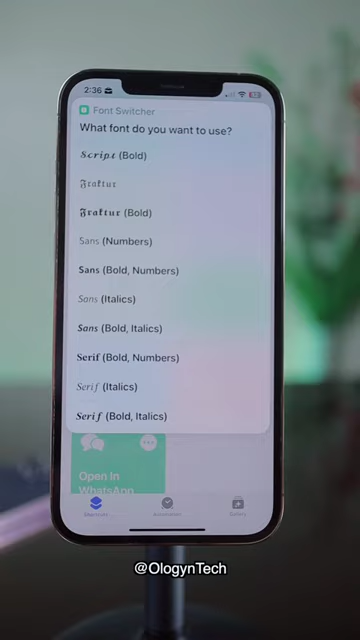 2:36
52
Font Switcher
What font do you want to use?
Script (Bold)
Fraktur
Fraktur (Bold)
Sans (Numbers)
Sans (Bold, Numbers)
Sans (Italics)
Sans (Bold, Italics)
Serif (Bold, Numbers)
Serif (Italics)
Serif (Bold, Italics)
Open In
WhatsApp
Shortcuts
Automation
Gallery
@OlogynTech